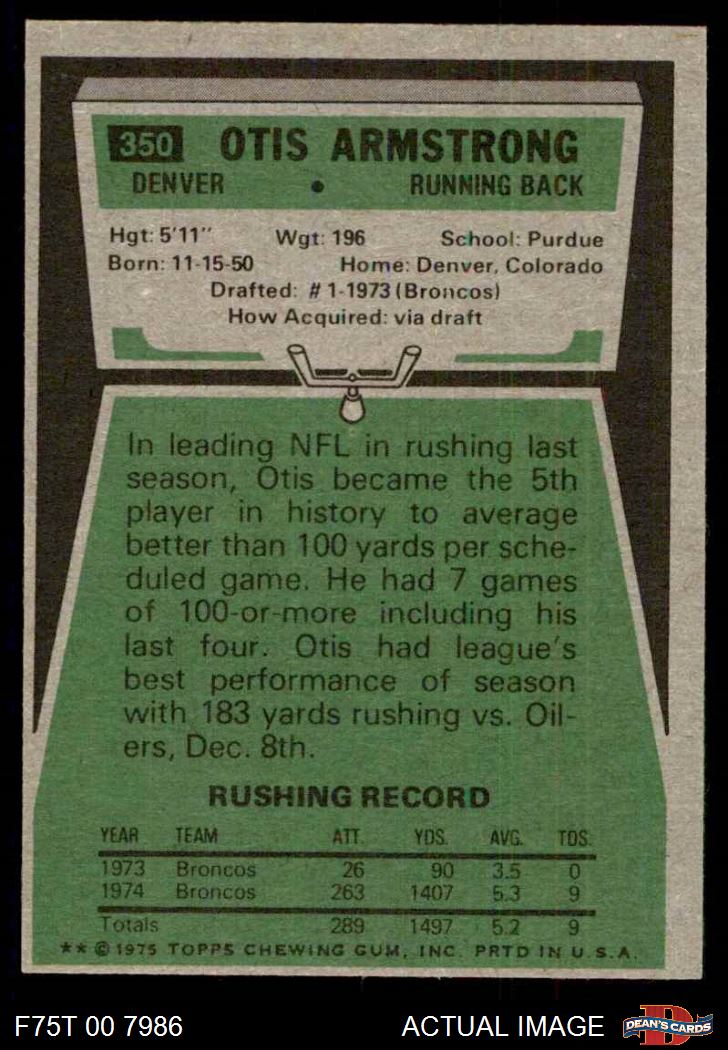 350 OTIS ARMSTRONG
DENVER • RUNNING BACK
Hgt: 5'11" Wgt: 196 School: Purdue
Born: 11-15-50 Home: Denver, Colorado
Drafted: #1-1973 (Broncos)
How Acquired: via draft
In leading NFL in rushing last
season, Otis became the 5th
player in history to average
better than 100 yards per sche-
duled game. He had 7 games
of 100-or-more including his
last four. Otis had league's
best performance of season
with 183 yards rushing vs. Oil-
ers, Dec. 8th.
RUSHING RECORD
YEAR TEAM ATT. YDS. AVG. TDS.
1973 Broncos 26 90 3.5 0
1974 Broncos 263 1407 5.3 9
Totals 289 1497 5.2 9
** © 1975 TOPPS CHEWING GUM, INC. PRTD IN U.S.A.
F75T 00 7986 ACTUAL IMAGE D DEAN'S CARDS